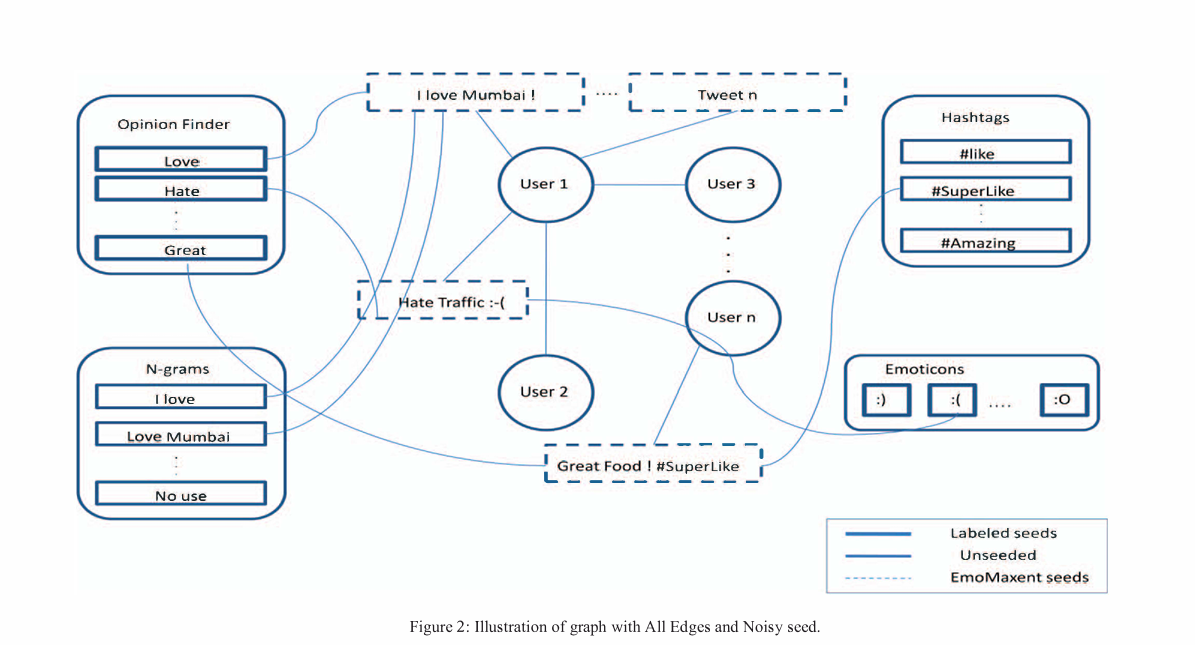 I love Mumbai !
....
Tweet n
Opinion Finder
Love
Hate
Great
Hashtags
#like
#SuperLike
#Amazing
User 1
User 3
Hate Traffic :-(
User n
User 2
N-grams
I love
Love Mumbai
No use
Emoticons
:)
:(
....
:O
Great Food ! #SuperLike
Labeled seeds
Unseeded
EmoMaxent seeds
Figure 2: Illustration of graph with All Edges and Noisy seed.